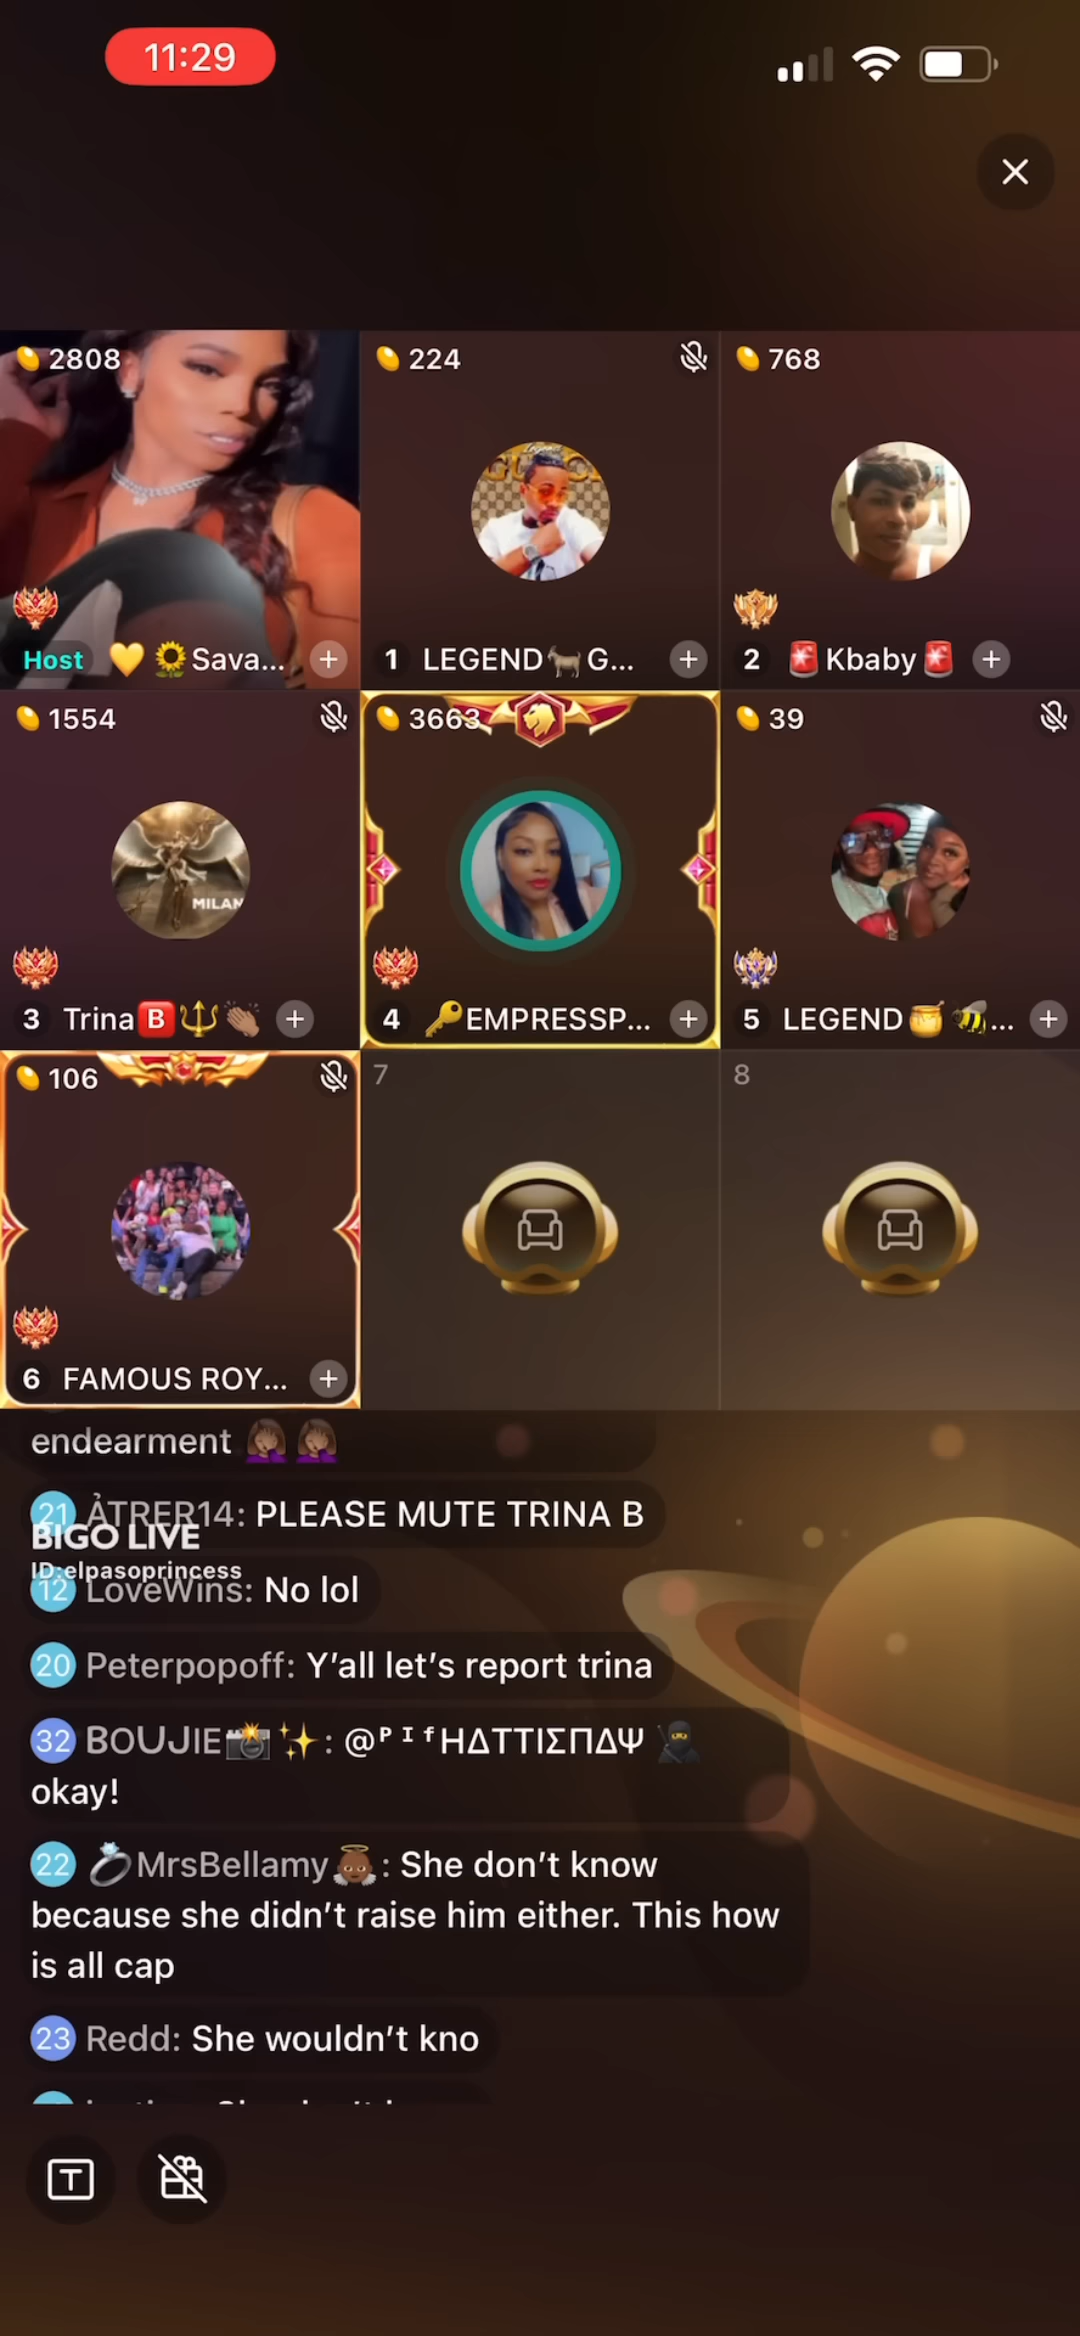 11:29
2808
224
768
Host 💛🌻Sava...
1 LEGEND🐐G...
2 🚨Kbaby🚨
1554
3663
39
MILAN
3 Trina🅱️🔱👏🏽
4 🔑EMPRESSP...
5 LEGEND🍯🐝...
106
7
8
6 FAMOUS ROY...
endearment 🤦🏽‍♀️🤦🏽‍♀️
21 ẢTRER14: PLEASE MUTE TRINA B
BIGO LIVE
ID:elpasoprincess
12 LoveWins: No lol
20 Peterpopoff: Y’all let’s report trina
32 BOUJIE📸✨: @ᴾ ᴵ ᶠHΔTTIΣΠΔΨ 🥷🏿
okay!
22 💍MrsBellamy👼🏾: She don’t know
because she didn’t raise him either. This how
is all cap
23 Redd: She wouldn’t kno
T